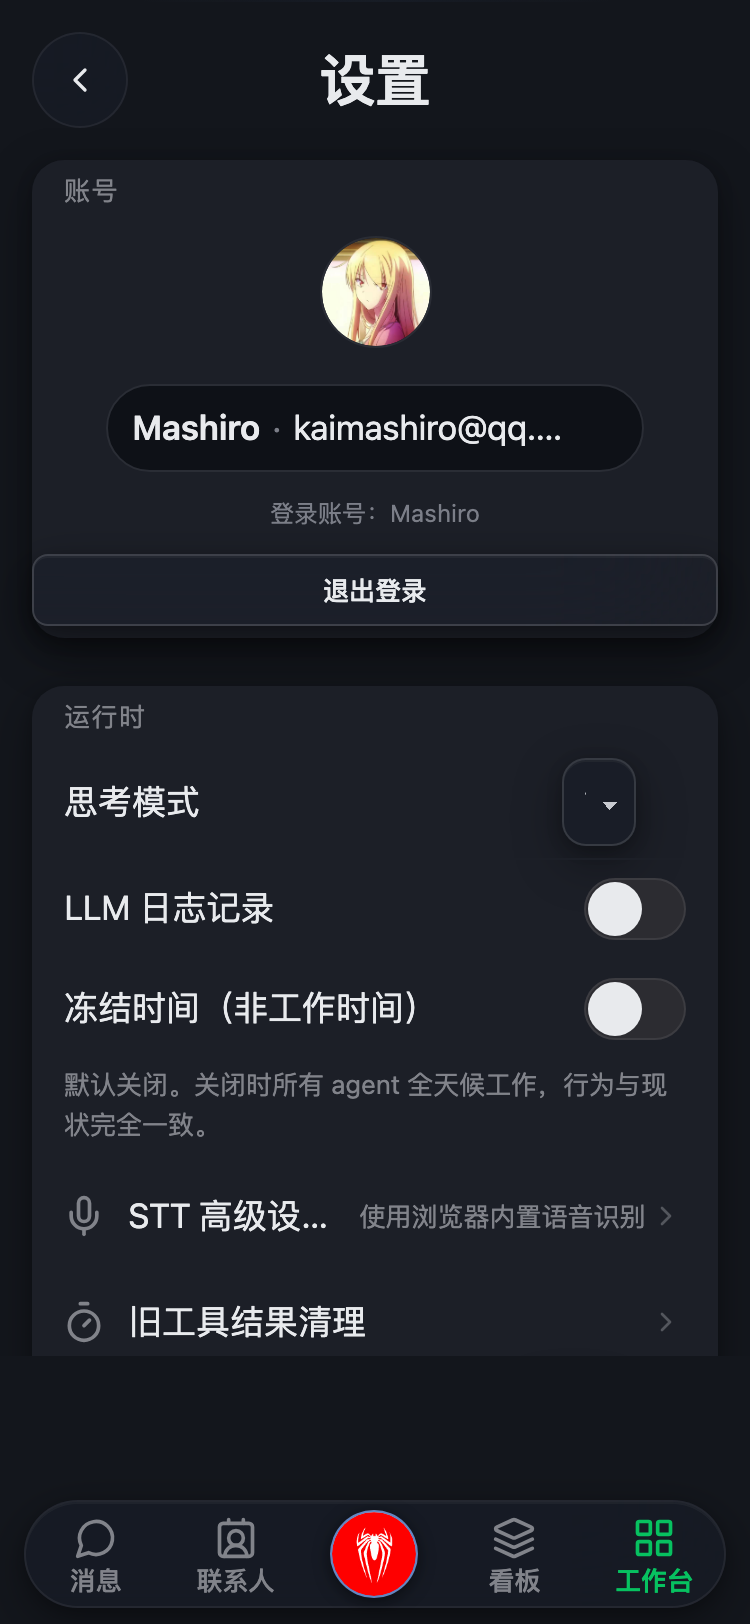 设置
账号
Mashiro · kaimashiro@qq....
登录账号：Mashiro
退出登录
运行时
思考模式
LLM 日志记录
冻结时间（非工作时间）
默认关闭。关闭时所有 agent 全天候工作，行为与现
状完全一致。
STT 高级设... 使用浏览器内置语音识别
旧工具结果清理
消息 联系人 看板 工作台